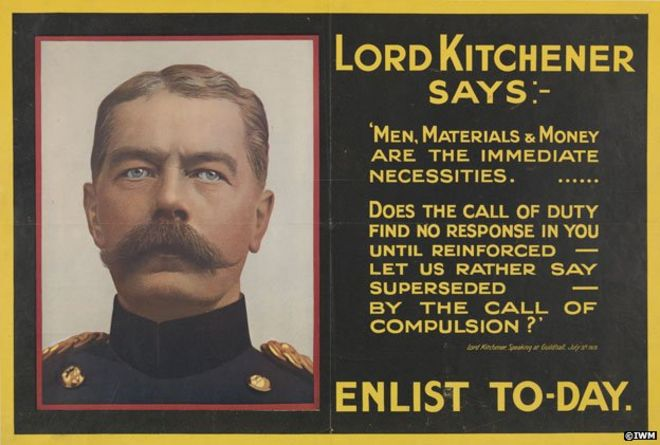 LORD KITCHENER
SAYS:-
'MEN, MATERIALS & MONEY
ARE THE IMMEDIATE
NECESSITIES. ......
DOES THE CALL OF DUTY
FIND NO RESPONSE IN YOU
UNTIL REINFORCED —
LET US RATHER SAY
SUPERSEDED —
BY THE CALL OF
COMPULSION?'
Lord Kitchener Speaking at Guildhall, July 9th 1915
ENLIST TO-DAY.
©IWM